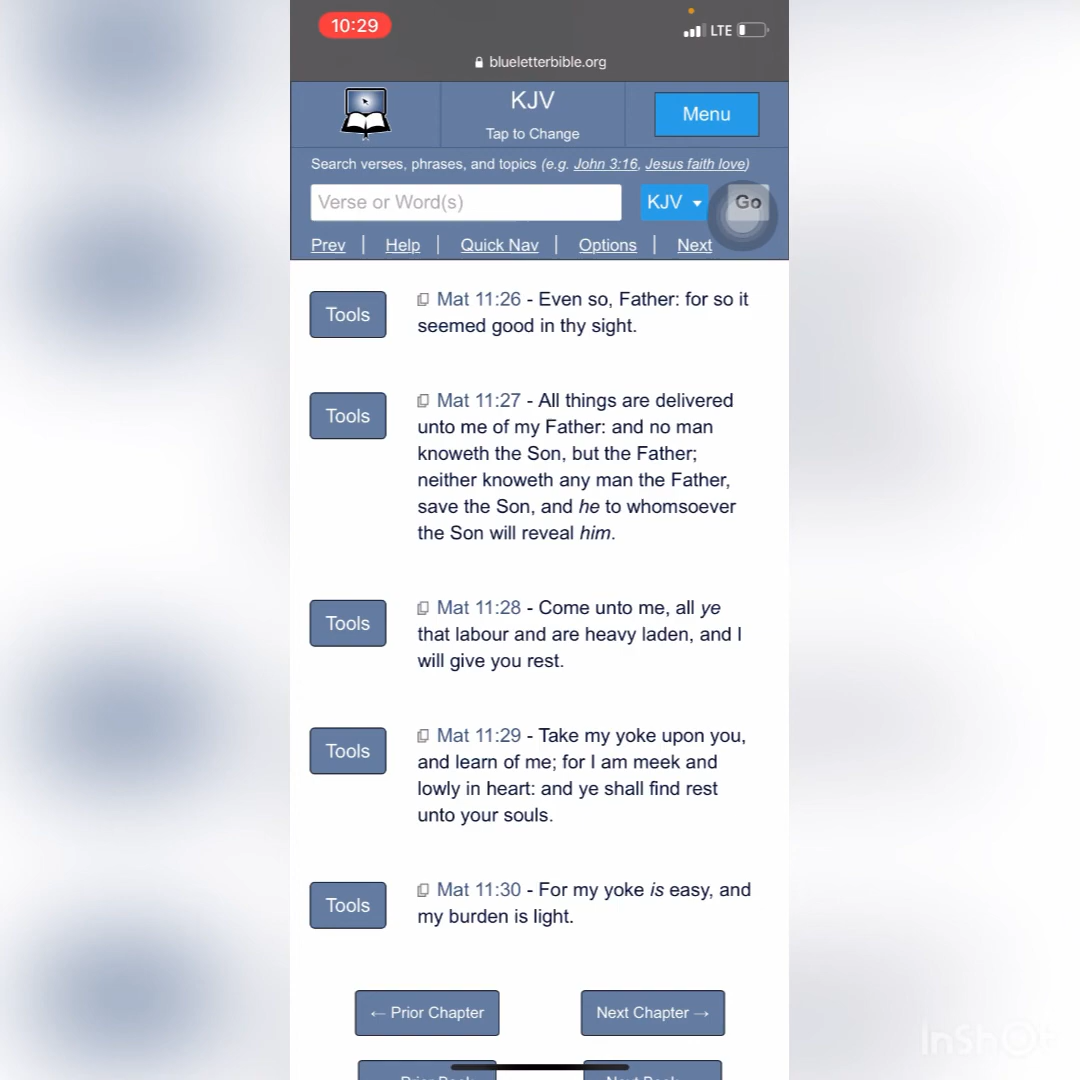 10:29
LTE
blueletterbible.org
KJV
Menu
Tap to Change
Search verses, phrases, and topics (e.g. John 3:16, Jesus faith love)
Verse or Word(s)
KJV
Go
Prev | Help | Quick Nav | Options | Next
Tools
Mat 11:26 - Even so, Father: for so it
seemed good in thy sight.
Tools
Mat 11:27 - All things are delivered
unto me of my Father: and no man
knoweth the Son, but the Father;
neither knoweth any man the Father,
save the Son, and he to whomsoever
the Son will reveal him.
Tools
Mat 11:28 - Come unto me, all ye
that labour and are heavy laden, and I
will give you rest.
Tools
Mat 11:29 - Take my yoke upon you,
and learn of me; for I am meek and
lowly in heart: and ye shall find rest
unto your souls.
Tools
Mat 11:30 - For my yoke is easy, and
my burden is light.
← Prior Chapter
Next Chapter →
Prior Book
Next Book
InShOt